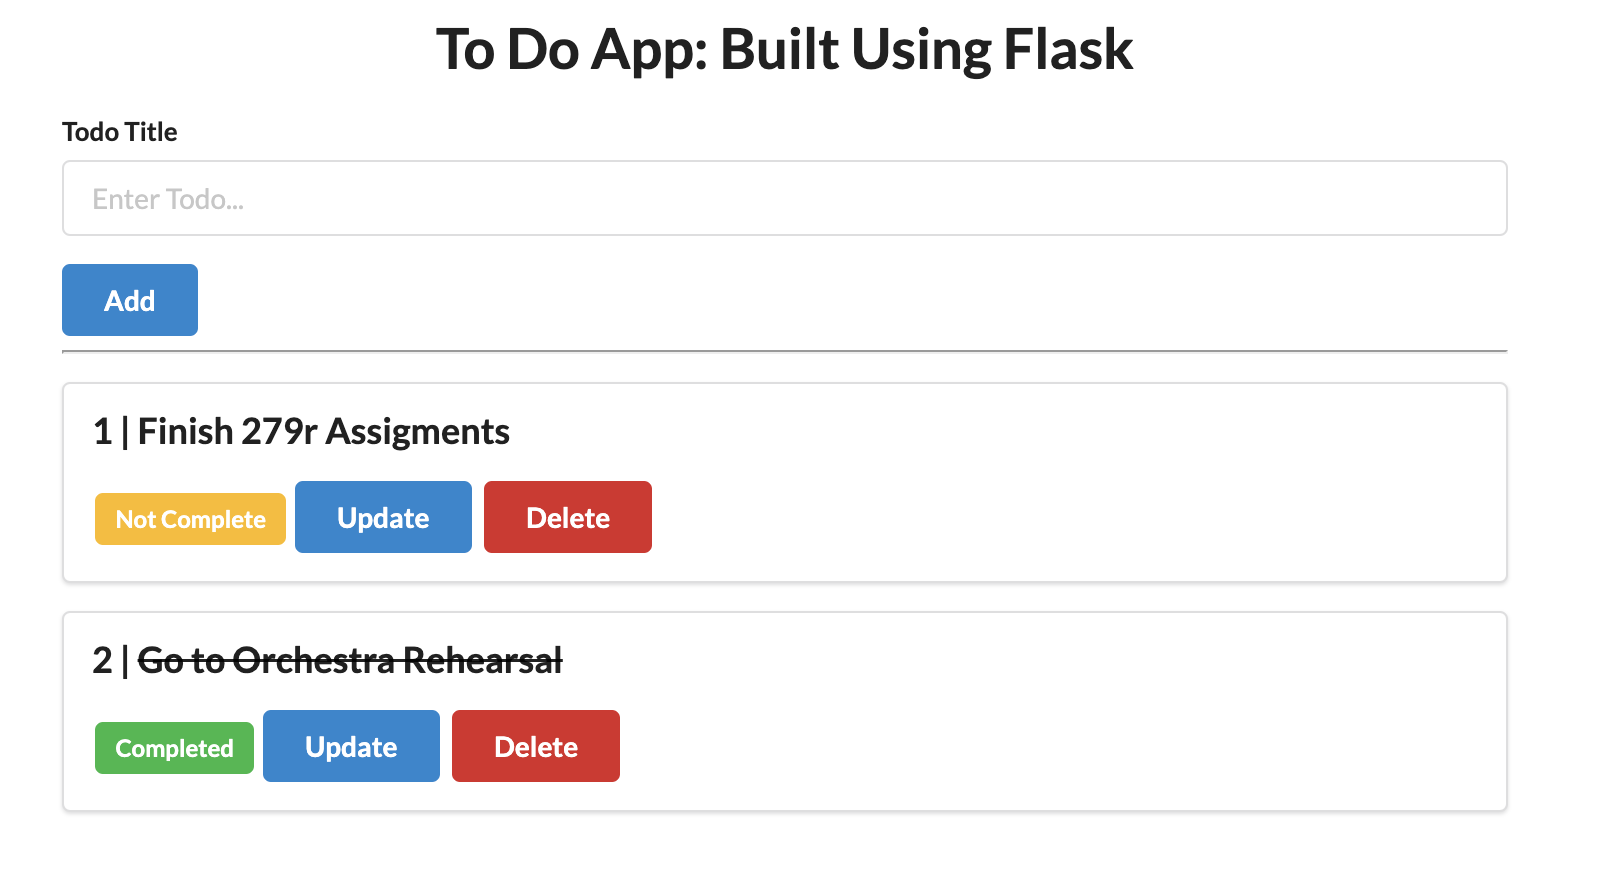 To Do App: Built Using Flask
Todo Title
Enter Todo...
Add
1 | Finish 279r Assigments
Not Complete Update Delete
2 | Go to Orchestra Rehearsal
Completed Update Delete